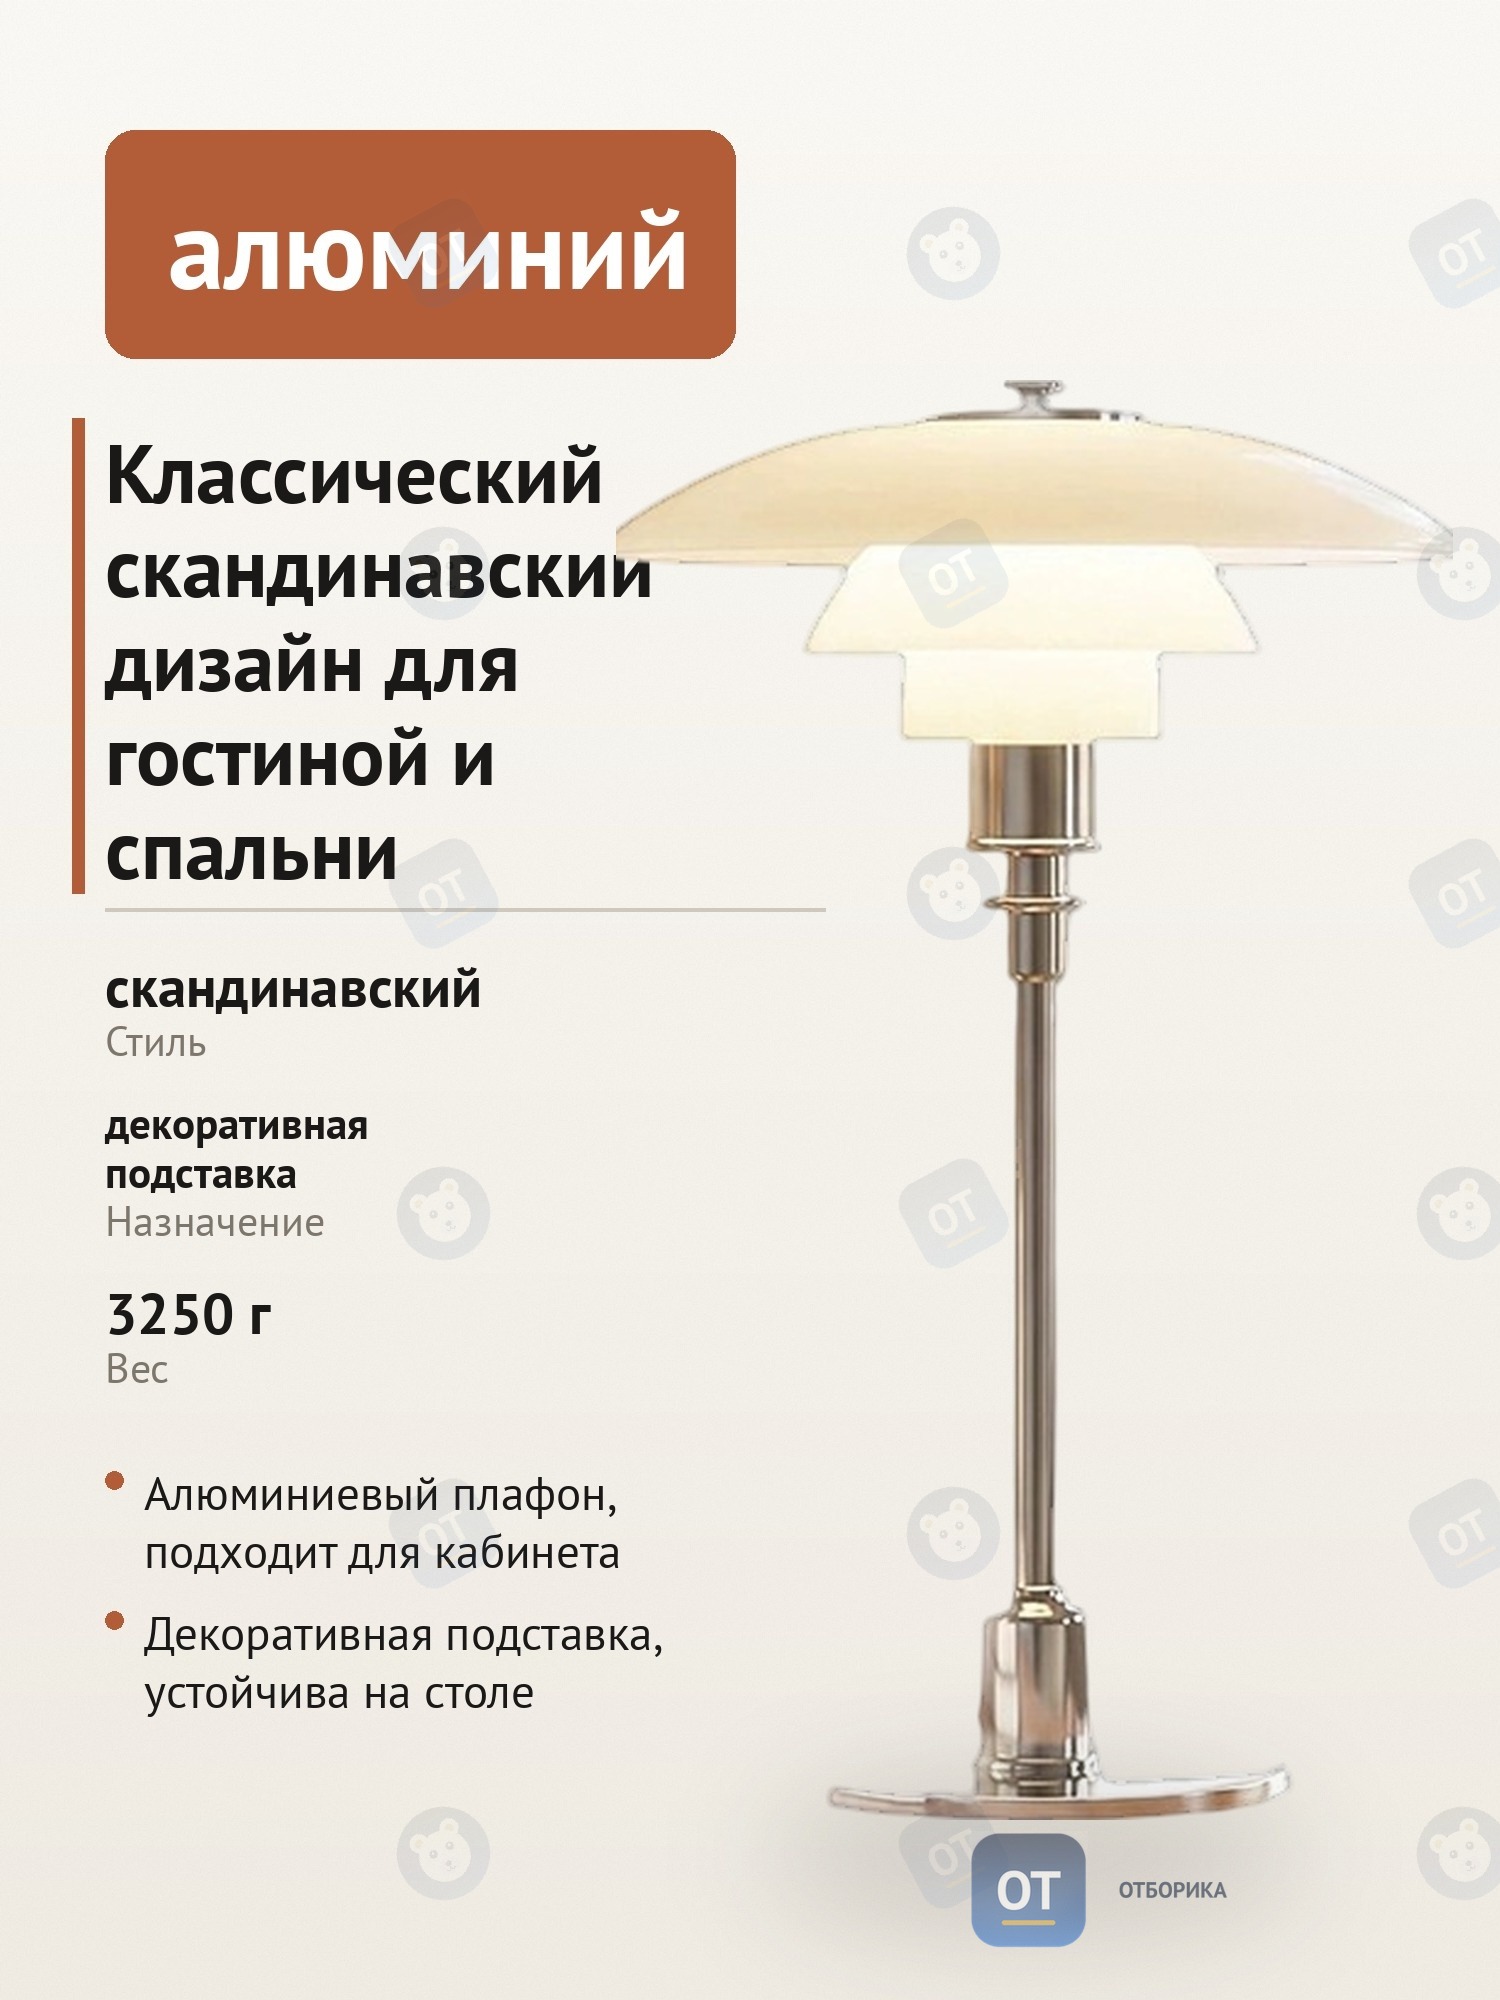 алюминий
Классический
скандинавский
дизайн для
гостиной и
спальни
скандинавский
Стиль
декоративная
подставка
Назначение
3250 г
Вес
Алюминиевый плафон,
подходит для кабинета
Декоративная подставка,
устойчива на столе
ОТ
ОТБОРИКА